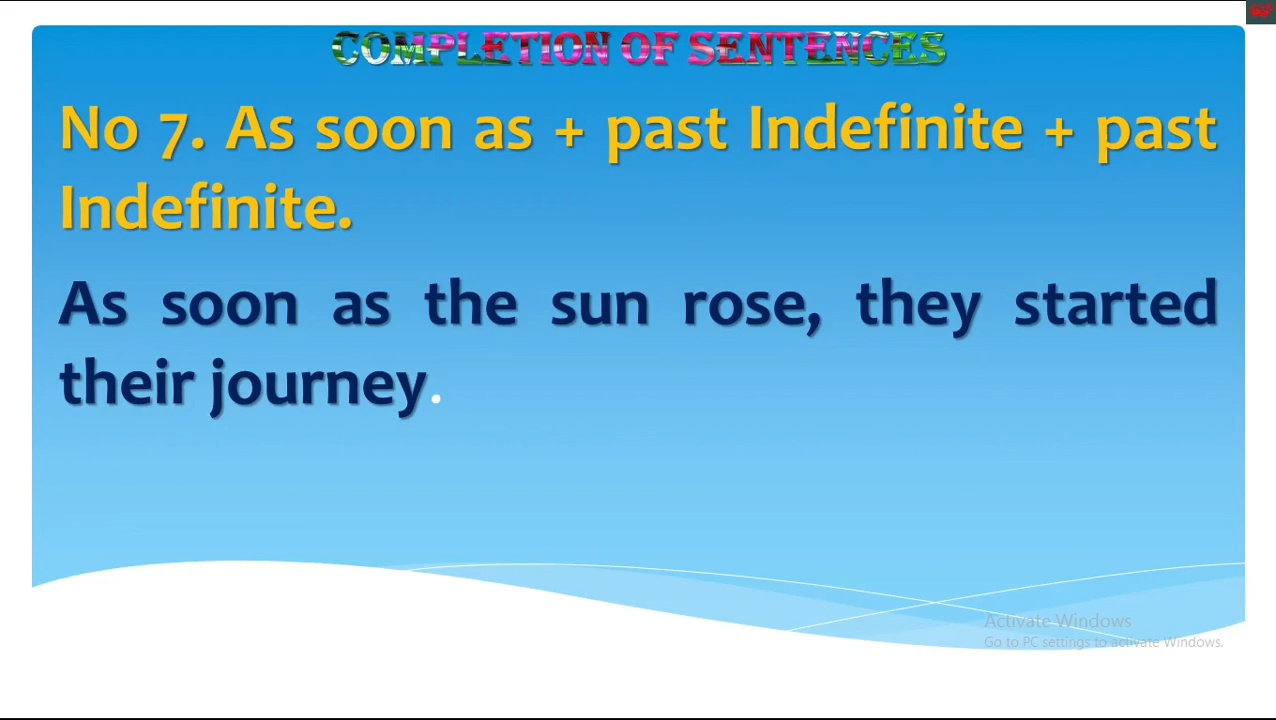 COMPLETION OF SENTENCES
No 7. As soon as + past Indefinite + past
Indefinite.
As soon as the sun rose, they started
their journey.
Activate Windows
Go to PC settings to activate Windows.